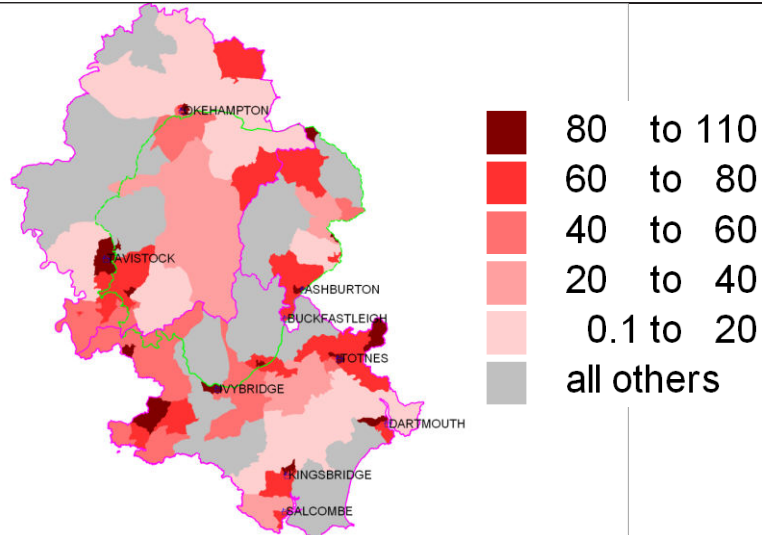 OKEHAMPTON
TAVISTOCK
ASHBURTON
BUCKFASTLEIGH
TOTNES
IVYBRIDGE
DARTMOUTH
KINGSBRIDGE
SALCOMBE
80 to 110
60 to 80
40 to 60
20 to 40
0.1 to 20
all others